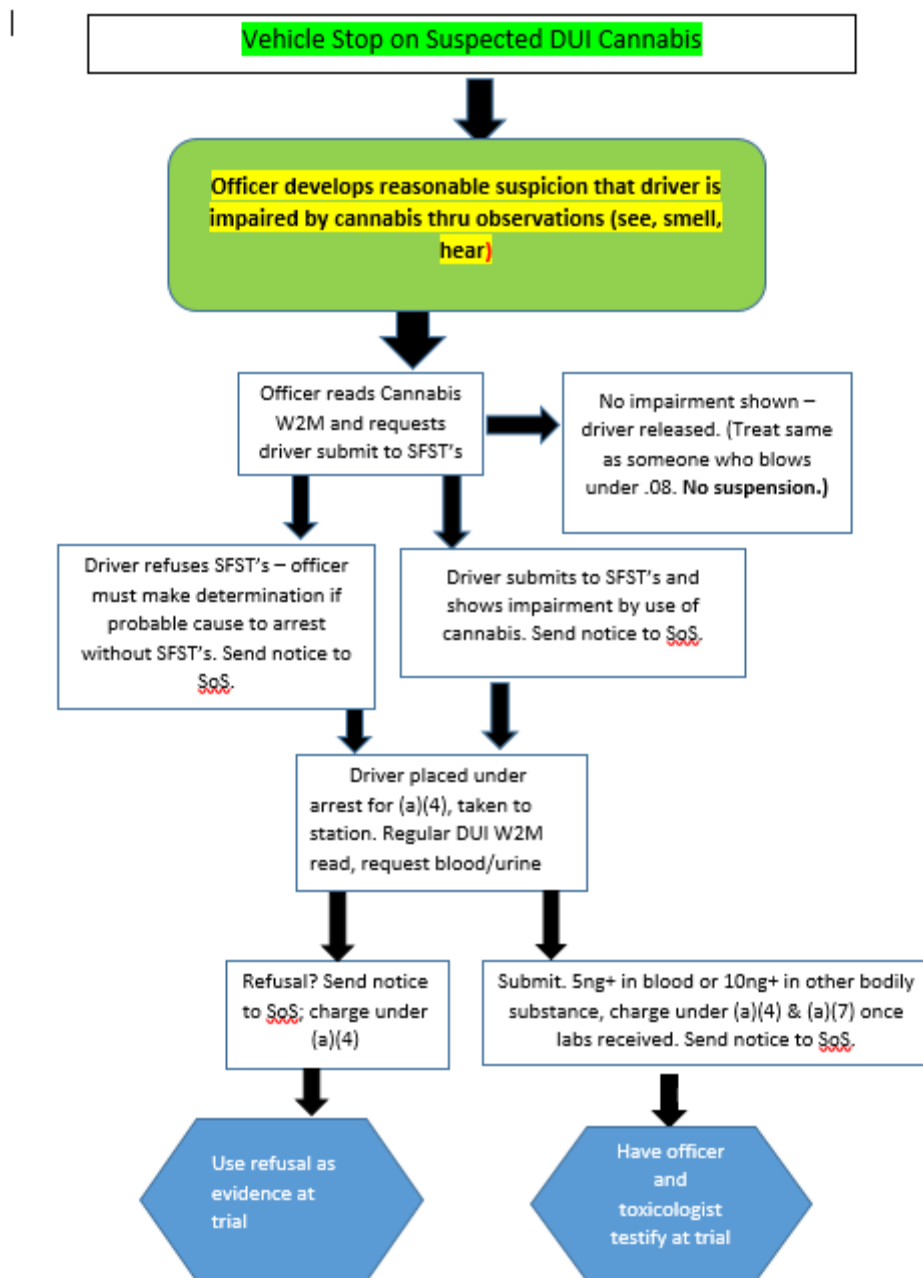 Vehicle Stop on Suspected DUI Cannabis
Officer develops reasonable suspicion that driver is
impaired by cannabis thru observations (see, smell,
hear)
Officer reads Cannabis
W2M and requests
driver submit to SFST's
No impairment shown –
driver released. (Treat same
as someone who blows
under .08. No suspension.)
Driver refuses SFST's – officer
must make determination if
probable cause to arrest
without SFST's. Send notice to
SoS.
Driver submits to SFST's and
shows impairment by use of
cannabis. Send notice to SoS.
Driver placed under
arrest for (a)(4), taken to
station. Regular DUI W2M
read, request blood/urine
Refusal? Send notice
to SoS; charge under
(a)(4)
Submit. 5ng+ in blood or 10ng+ in other bodily
substance, charge under (a)(4) & (a)(7) once
labs received. Send notice to SoS.
Use refusal as
evidence at
trial
Have officer
and
toxicologist
testify at trial